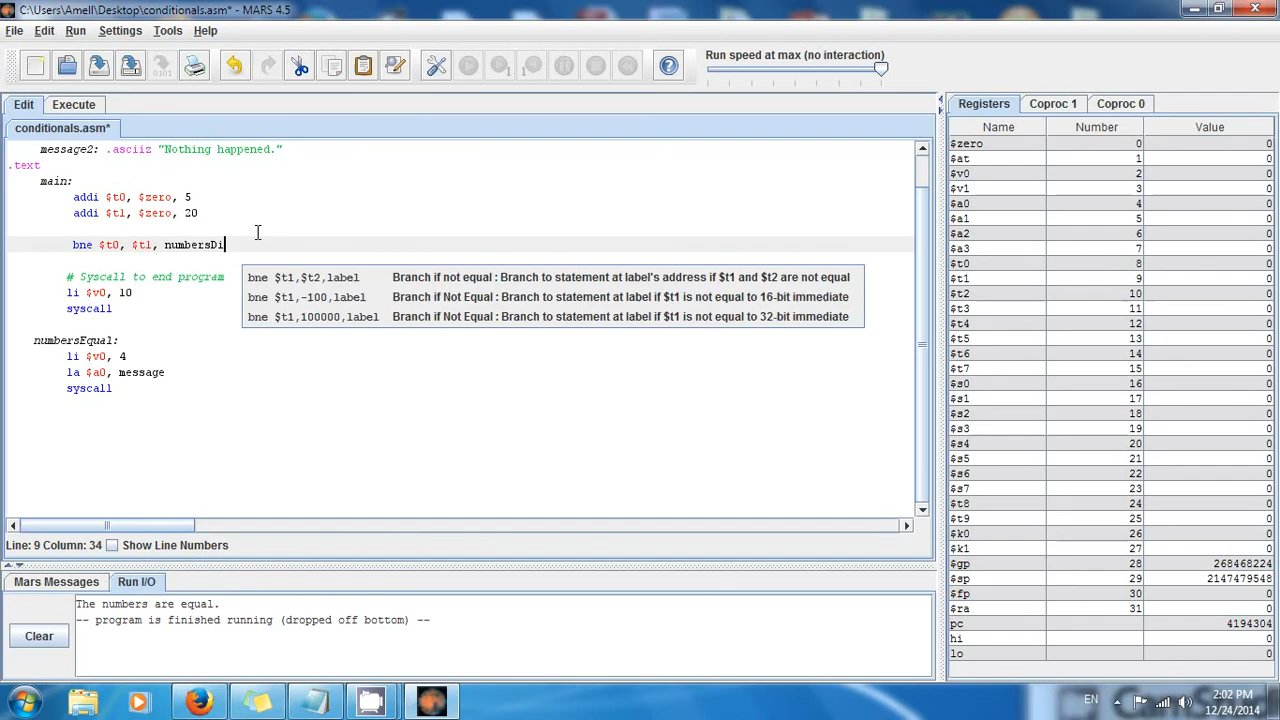 C:\Users\Amell\Desktop\conditionals.asm* - MARS 4.5
File Edit Run Settings Tools Help
Run speed at max (no interaction)
Edit Execute
conditionals.asm*
message2: .asciiz "Nothing happened."
.text
main:
addi $t0, $zero, 5
addi $t1, $zero, 20
bne $t0, $t1, numbersDi
# Syscall to end program
li $v0, 10
syscall
numbersEqual:
li $v0, 4
la $a0, message
syscall
bne $t1,$t2,label Branch if not equal : Branch to statement at label's address if $t1 and $t2 are not equal
bne $t1,-100,label Branch if Not Equal : Branch to statement at label if $t1 is not equal to 16-bit immediate
bne $t1,100000,label Branch if Not Equal : Branch to statement at label if $t1 is not equal to 32-bit immediate
Line: 9 Column: 34 Show Line Numbers
Mars Messages Run I/O
Clear
The numbers are equal.
-- program is finished running (dropped off bottom) --
Registers Coproc 1 Coproc 0
Name Number Value
$zero 0 0
$at 1 0
$v0 2 0
$v1 3 0
$a0 4 0
$a1 5 0
$a2 6 0
$a3 7 0
$t0 8 0
$t1 9 0
$t2 10 0
$t3 11 0
$t4 12 0
$t5 13 0
$t6 14 0
$t7 15 0
$s0 16 0
$s1 17 0
$s2 18 0
$s3 19 0
$s4 20 0
$s5 21 0
$s6 22 0
$s7 23 0
$t8 24 0
$t9 25 0
$k0 26 0
$k1 27 0
$gp 28 268468224
$sp 29 2147479548
$fp 30 0
$ra 31 0
pc 4194304
hi 0
lo 0
EN
2:02 PM
12/24/2014